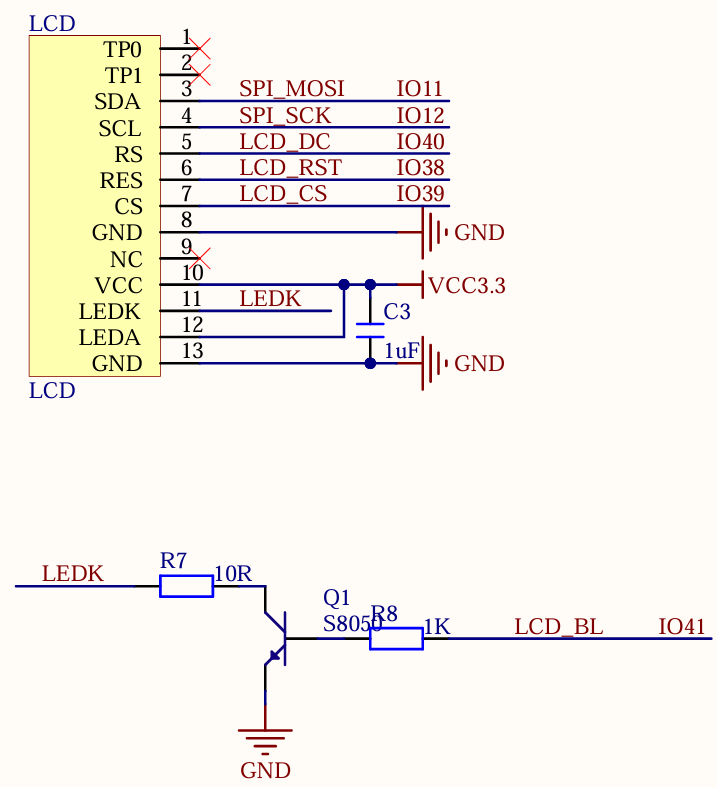 LCD
TP0 1
TP1 2
SDA 3 SPI_MOSI IO11
SCL 4 SPI_SCK IO12
RS 5 LCD_DC IO40
RES 6 LCD_RST IO38
CS 7 LCD_CS IO39
GND 8 GND
NC 9
VCC 10 VCC3.3
LEDK 11 LEDK C3
LEDA 12
1uF
GND 13 GND
LCD
R7
LEDK 10R
Q1
R8
S8050 1K LCD_BL IO41
GND